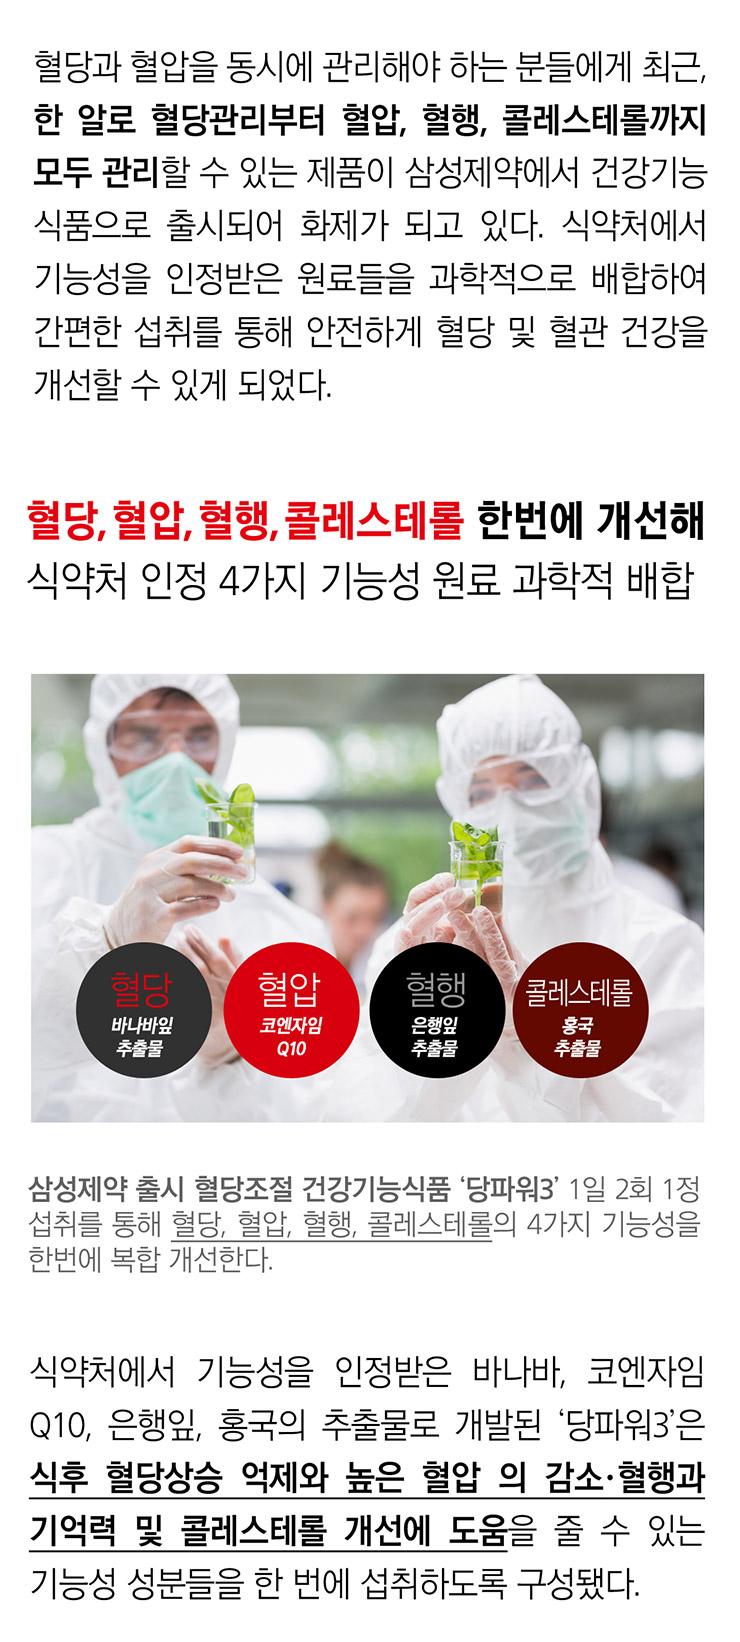 혈당과 혈압을 동시에 관리해야 하는 분들에게 최근,
한 알로 혈당관리부터 혈압, 혈행, 콜레스테롤까지
모두 관리할 수 있는 제품이 삼성제약에서 건강기능
식품으로 출시되어 화제가 되고 있다. 식약처에서
기능성을 인정받은 원료들을 과학적으로 배합하여
간편한 섭취를 통해 안전하게 혈당 및 혈관 건강을
개선할 수 있게 되었다.
혈당, 혈압, 혈행, 콜레스테롤 한번에 개선해
식약처 인정 4가지 기능성 원료 과학적 배합
혈당
바나바잎
추출물
혈압
코엔자임
Q10
혈행
은행잎
추출물
콜레스테롤
홍국
추출물
삼성제약 출시 혈당조절 건강기능식품 ‘당파워3’ 1일 2회 1정
섭취를 통해 혈당, 혈압, 혈행, 콜레스테롤의 4가지 기능성을
한번에 복합 개선한다.
식약처에서 기능성을 인정받은 바나바, 코엔자임
Q10, 은행잎, 홍국의 추출물로 개발된 ‘당파워3’은
식후 혈당상승 억제와 높은 혈압 의 감소·혈행과
기억력 및 콜레스테롤 개선에 도움을 줄 수 있는
기능성 성분들을 한 번에 섭취하도록 구성됐다.